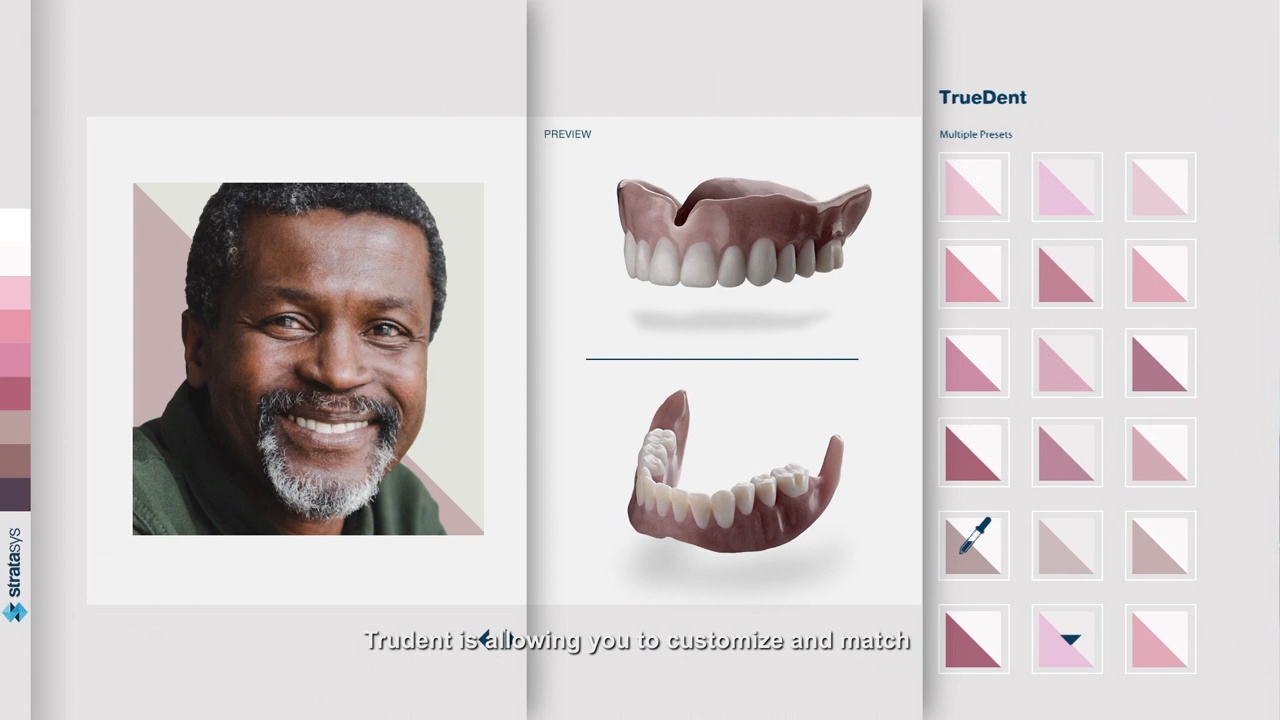 TrueDent
PREVIEW
Multiple Presets
stratasys
Trudent is allowing you to customize and match